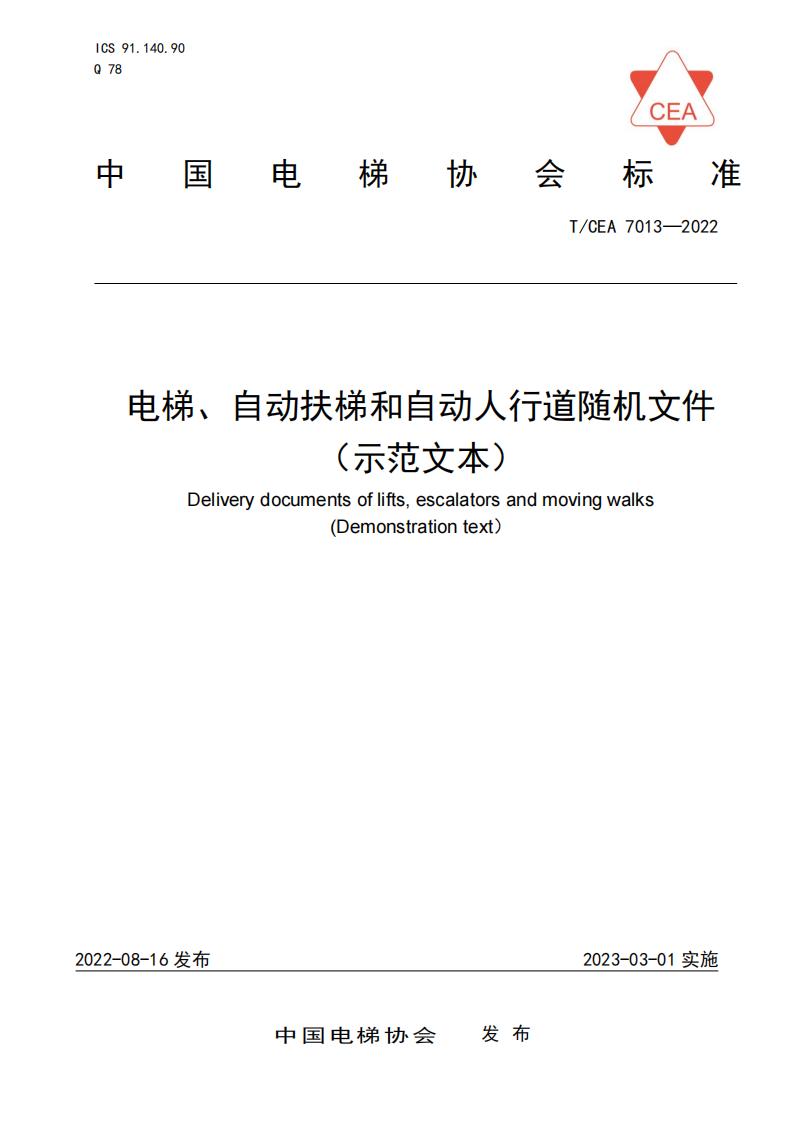 ICS 91.140.90
Q 78
CEA
中国电梯协会标准
T/CEA 7013—2022
电梯、自动扶梯和自动人行道随机文件
（示范文本）
Delivery documents of lifts, escalators and moving walks
(Demonstration text）
2022-08-16 发布
2023-03-01 实施
中国电梯协会 发布